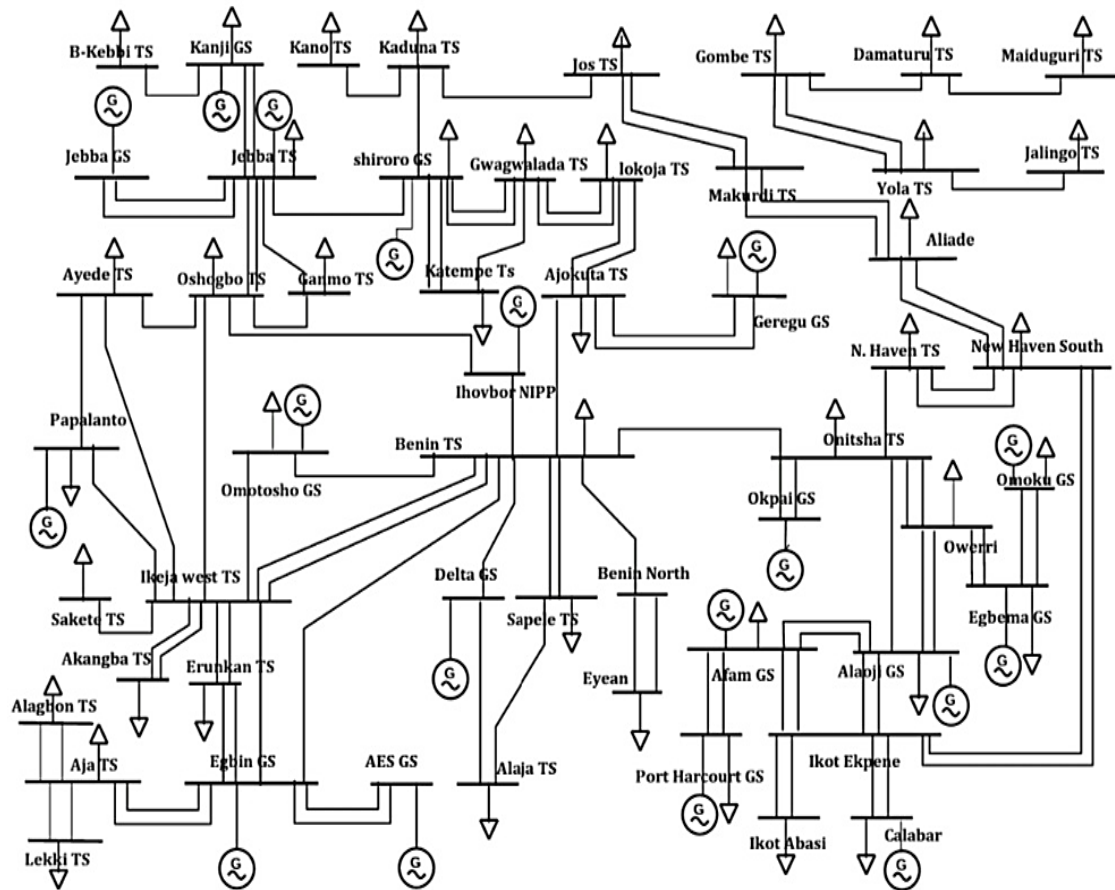 B-Kebbi TS
Kanji GS
Kano TS
Kaduna TS
Jos TS
Gombe TS
Damaturu TS
Maiduguri TS
G
G
G
Jebba GS
Jebba TS
shiroro GS
Gwagwalada TS
lokoja TS
Makurdi TS
Yola TS
Jalingo TS
Aliade
G
G
Ayede TS
Oshogbo TS
Ganmo TS
Katempe Ts
Ajokuta TS
Geregu GS
G
N. Haven TS
New Haven South
Ihovbor NIPP
Papalanto
G
Omotosho GS
Benin TS
Onitsha TS
G
Omoku GS
Okpai GS
G
G
Owerri
Ikeja west TS
Delta GS
Benin North
Sakete TS
Sapele TS
Egbema GS
G
Akangba TS
Erunkan TS
G
Eyean
Afam GS
Alaoji GS
G
G
Alagbon TS
Aja TS
Egbin GS
AES GS
Alaja TS
Port Harcourt GS
Ikot Ekpene
G
Lekki TS
G
G
Ikot Abasi
Calabar
G